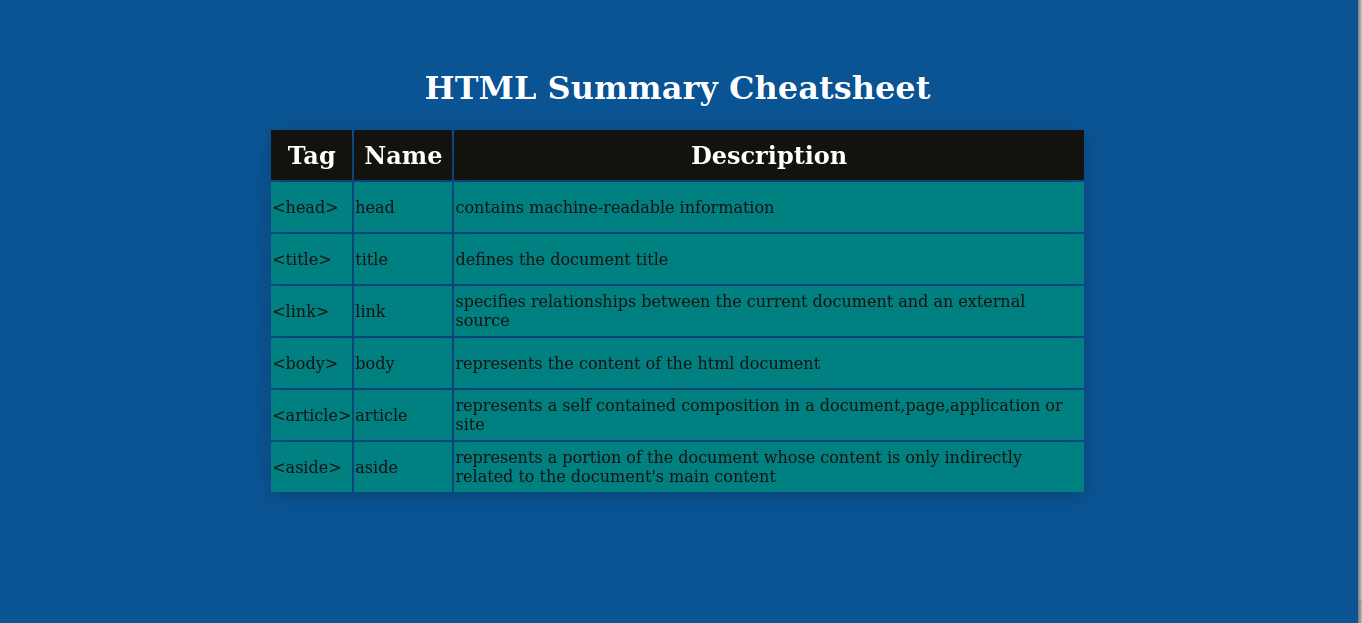 HTML Summary Cheatsheet
Tag Name Description
<head> head contains machine-readable information
<title> title defines the document title
<link> link specifies relationships between the current document and an external
source
<body> body represents the content of the html document
<article> article represents a self contained composition in a document,page,application or
site
<aside> aside represents a portion of the document whose content is only indirectly
related to the document's main content